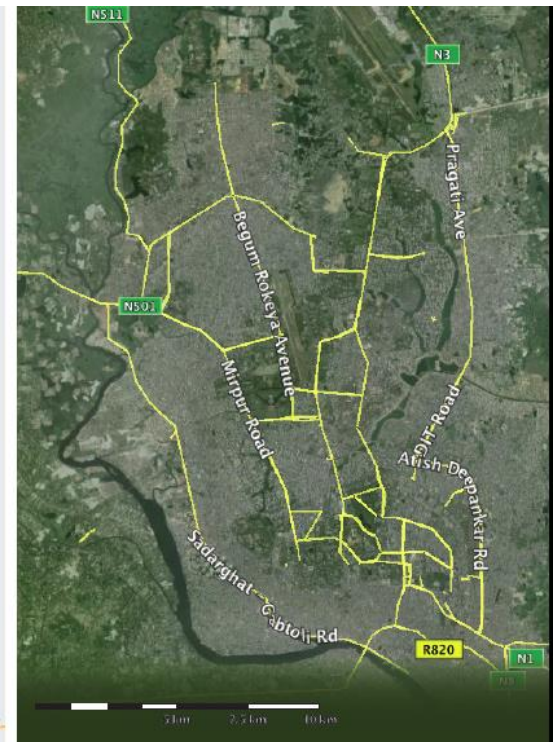 N511
N3
Pragati Ave
Begum Rokeya Avenue
N501
Mirpur Road
DIT Road
Atish Deepankar Rd
Sadarghat - Gabtoli Rd
R820
N1
N8
5 km
7.5 km
10 km